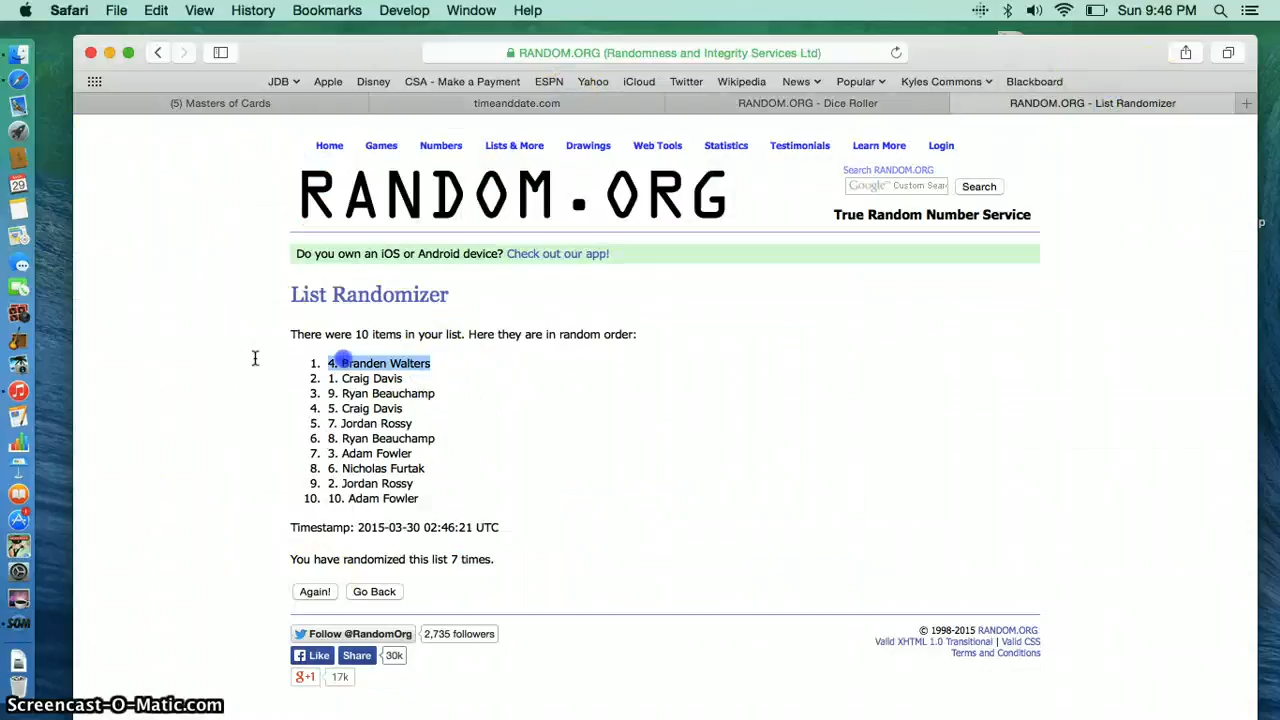 Safari File Edit View History Bookmarks Develop Window Help Sun 9:46 PM
RANDOM.ORG (Randomness and Integrity Services Ltd)
JDB Apple Disney CSA - Make a Payment ESPN Yahoo iCloud Twitter Wikipedia News Popular Kyles Commons Blackboard
(5) Masters of Cards timeanddate.com RANDOM.ORG - Dice Roller RANDOM.ORG - List Randomizer
Home Games Numbers Lists & More Drawings Web Tools Statistics Testimonials Learn More Login
Search RANDOM.ORG
Google™ Custom Sear Search
RANDOM.ORG
True Random Number Service
Do you own an iOS or Android device? Check out our app!
List Randomizer
There were 10 items in your list. Here they are in random order:
1. 4. Branden Walters
2. 1. Craig Davis
3. 9. Ryan Beauchamp
4. 5. Craig Davis
5. 7. Jordan Rossy
6. 8. Ryan Beauchamp
7. 3. Adam Fowler
8. 6. Nicholas Furtak
9. 2. Jordan Rossy
10. 10. Adam Fowler
Timestamp: 2015-03-30 02:46:21 UTC
You have randomized this list 7 times.
Again! Go Back
Follow @RandomOrg 2,735 followers
Like Share 30k
g+1 17k
© 1998-2015 RANDOM.ORG
Valid XHTML 1.0 Transitional | Valid CSS
Terms and Conditions
Screencast-O-Matic.com